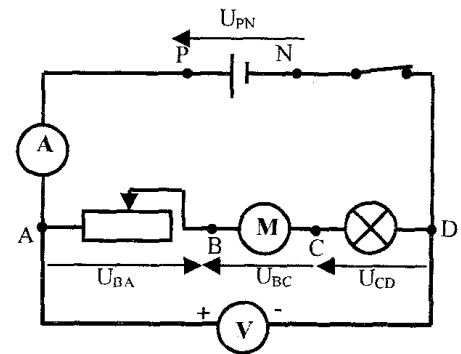 U_PN
P N
A
A B M C D
U_BA U_BC U_CD
+ V -